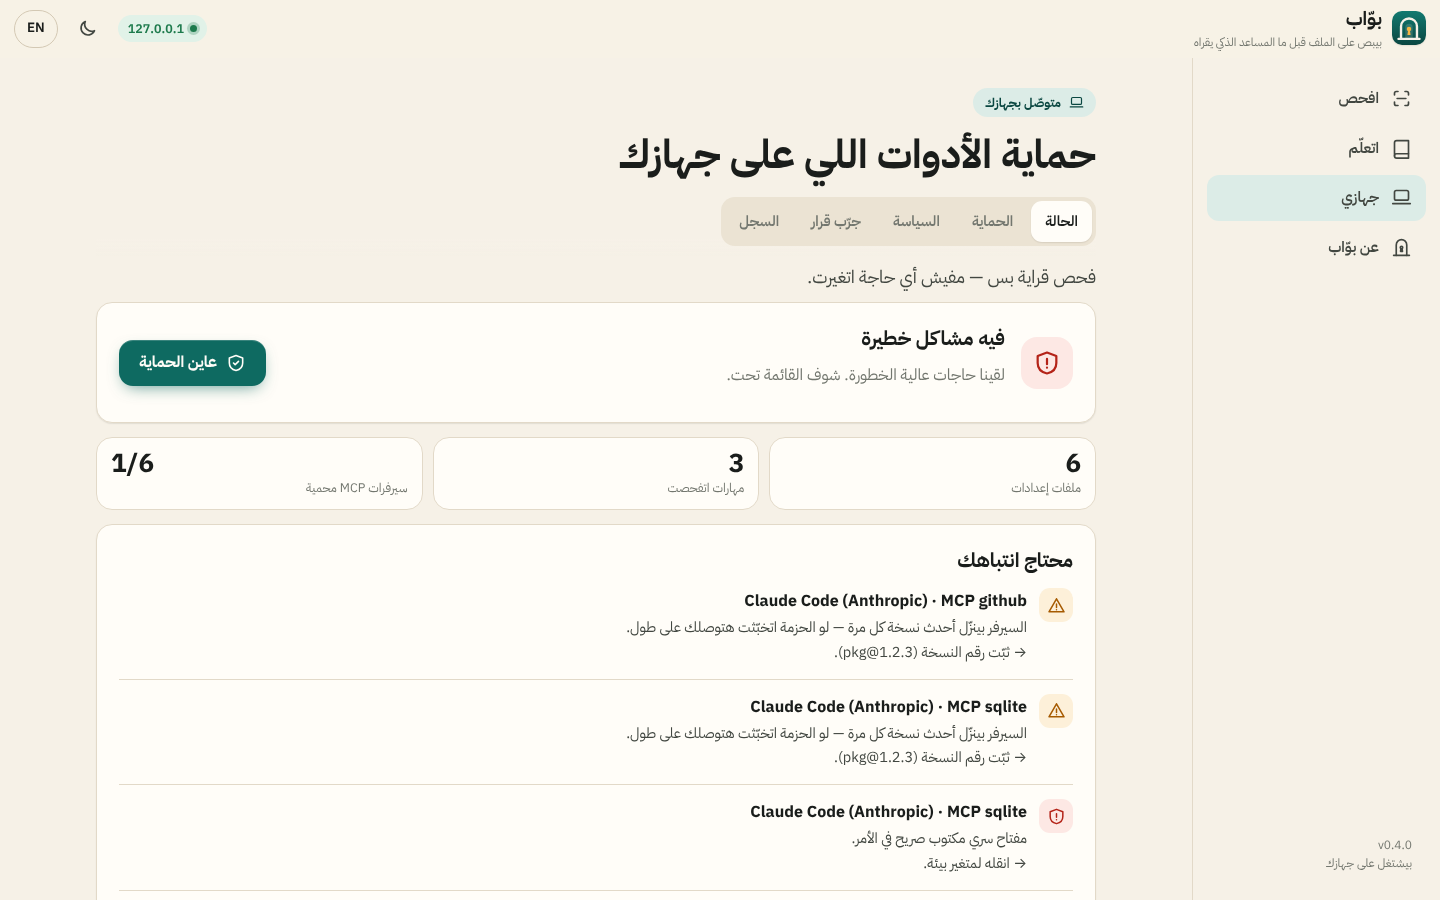 بوّاب
بيبص على الملف قبل ما المساعد الذكي يقراه
127.0.0.1
EN
افحص
اتعلّم
جهازي
عن بوّاب
v0.4.0
بيشتغل على جهازك
متوصّل بجهازك
حماية الأدوات اللي على جهازك
الحالة
الحماية
السياسة
جرّب قرار
السجل
فحص قراية بس — مفيش أي حاجة اتغيرت.
فيه مشاكل خطيرة
لقينا حاجات عالية الخطورة. شوف القائمة تحت.
عاين الحماية
6
ملفات إعدادات
3
مهارات اتفحصت
1/6
سيرفرات MCP محمية
محتاج انتباهك
Claude Code (Anthropic) · MCP github
السيرفر بينزّل أحدث نسخة كل مرة — لو الحزمة اتخبّثت هتوصلك على طول.
→ ثبّت رقم النسخة (pkg@1.2.3).
Claude Code (Anthropic) · MCP sqlite
السيرفر بينزّل أحدث نسخة كل مرة — لو الحزمة اتخبّثت هتوصلك على طول.
→ ثبّت رقم النسخة (pkg@1.2.3).
Claude Code (Anthropic) · MCP sqlite
مفتاح سري مكتوب صريح في الأمر.
→ انقله لمتغير بيئة.